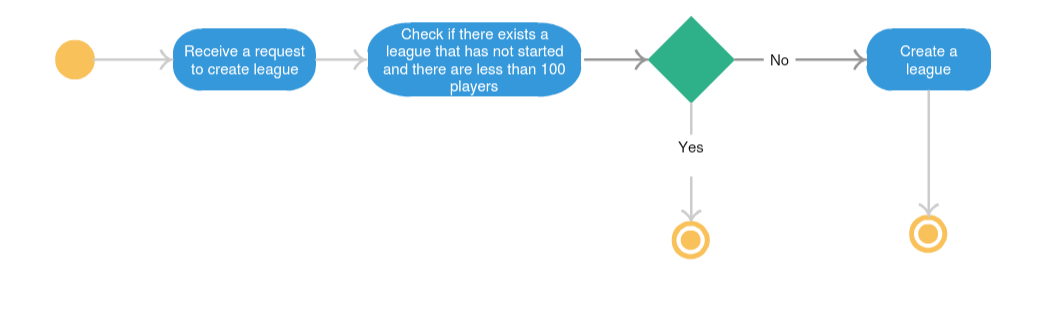 Receive a request
to create league
Check if there exists a
league that has not started
and there are less than 100
players
No
Create a
league
Yes